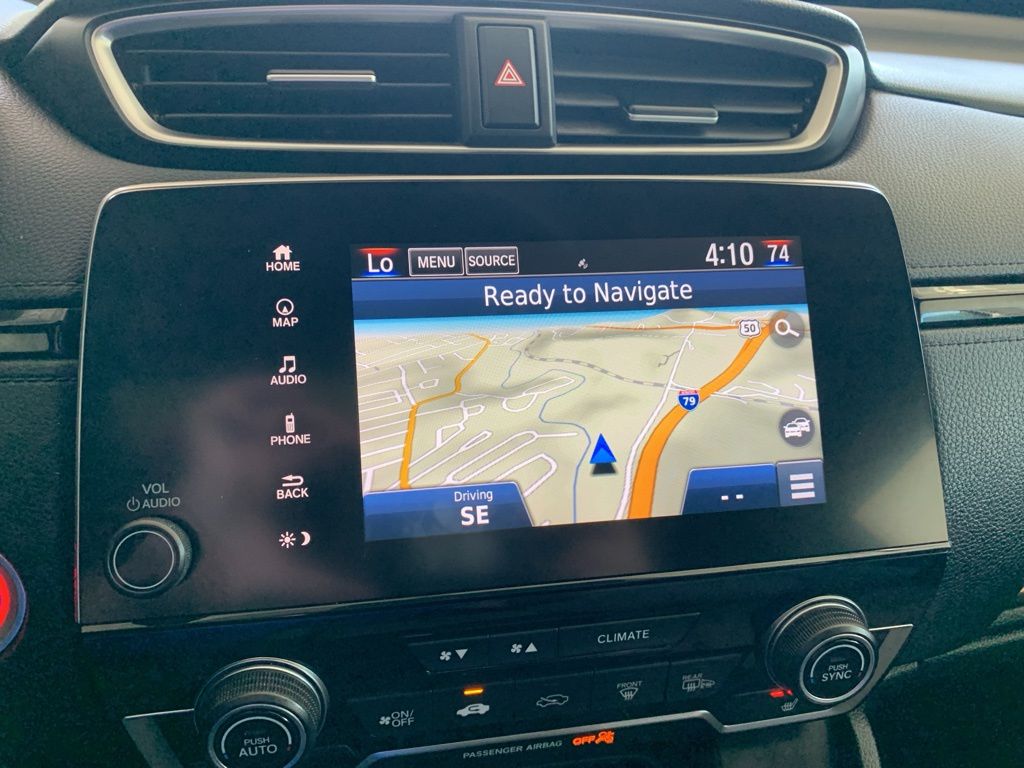 HOME
MAP
AUDIO
PHONE
BACK
VOL
AUDIO
Lo MENU SOURCE 4:10 74
Ready to Navigate
50
79
Driving
SE
--
CLIMATE
ON/
OFF
FRONT
REAR
PUSH
AUTO
PUSH
SYNC
PASSENGER AIRBAG OFF